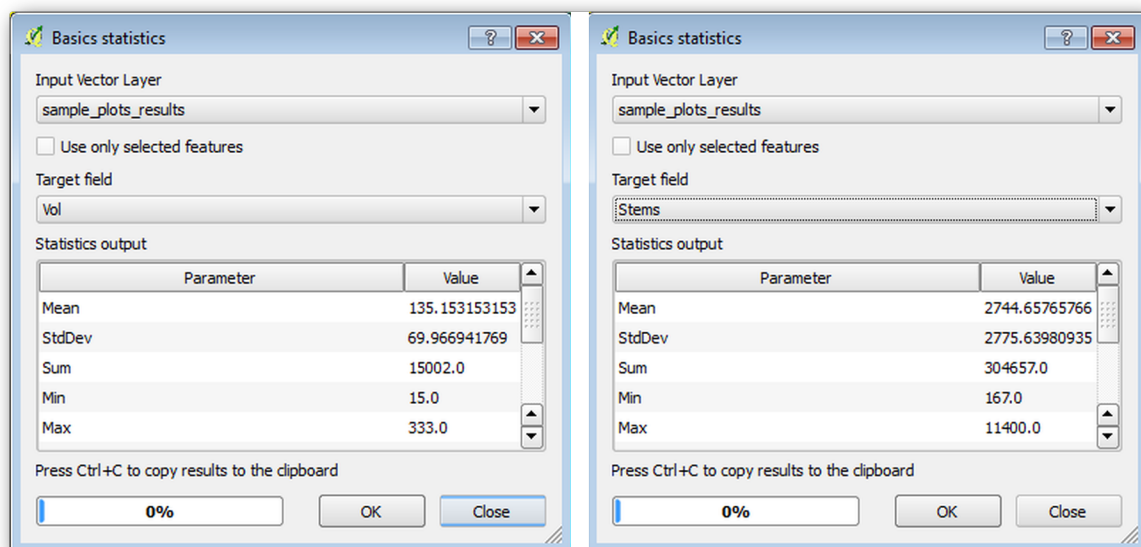 Basics statistics
?
Input Vector Layer
sample_plots_results
Use only selected features
Target field
Vol
Statistics output
Parameter Value
Mean 135.153153153
StdDev 69.966941769
Sum 15002.0
Min 15.0
Max 333.0
Press Ctrl+C to copy results to the clipboard
0% OK Close
Basics statistics
?
Input Vector Layer
sample_plots_results
Use only selected features
Target field
Stems
Statistics output
Parameter Value
Mean 2744.65765766
StdDev 2775.63980935
Sum 304657.0
Min 167.0
Max 11400.0
Press Ctrl+C to copy results to the clipboard
0% OK Close